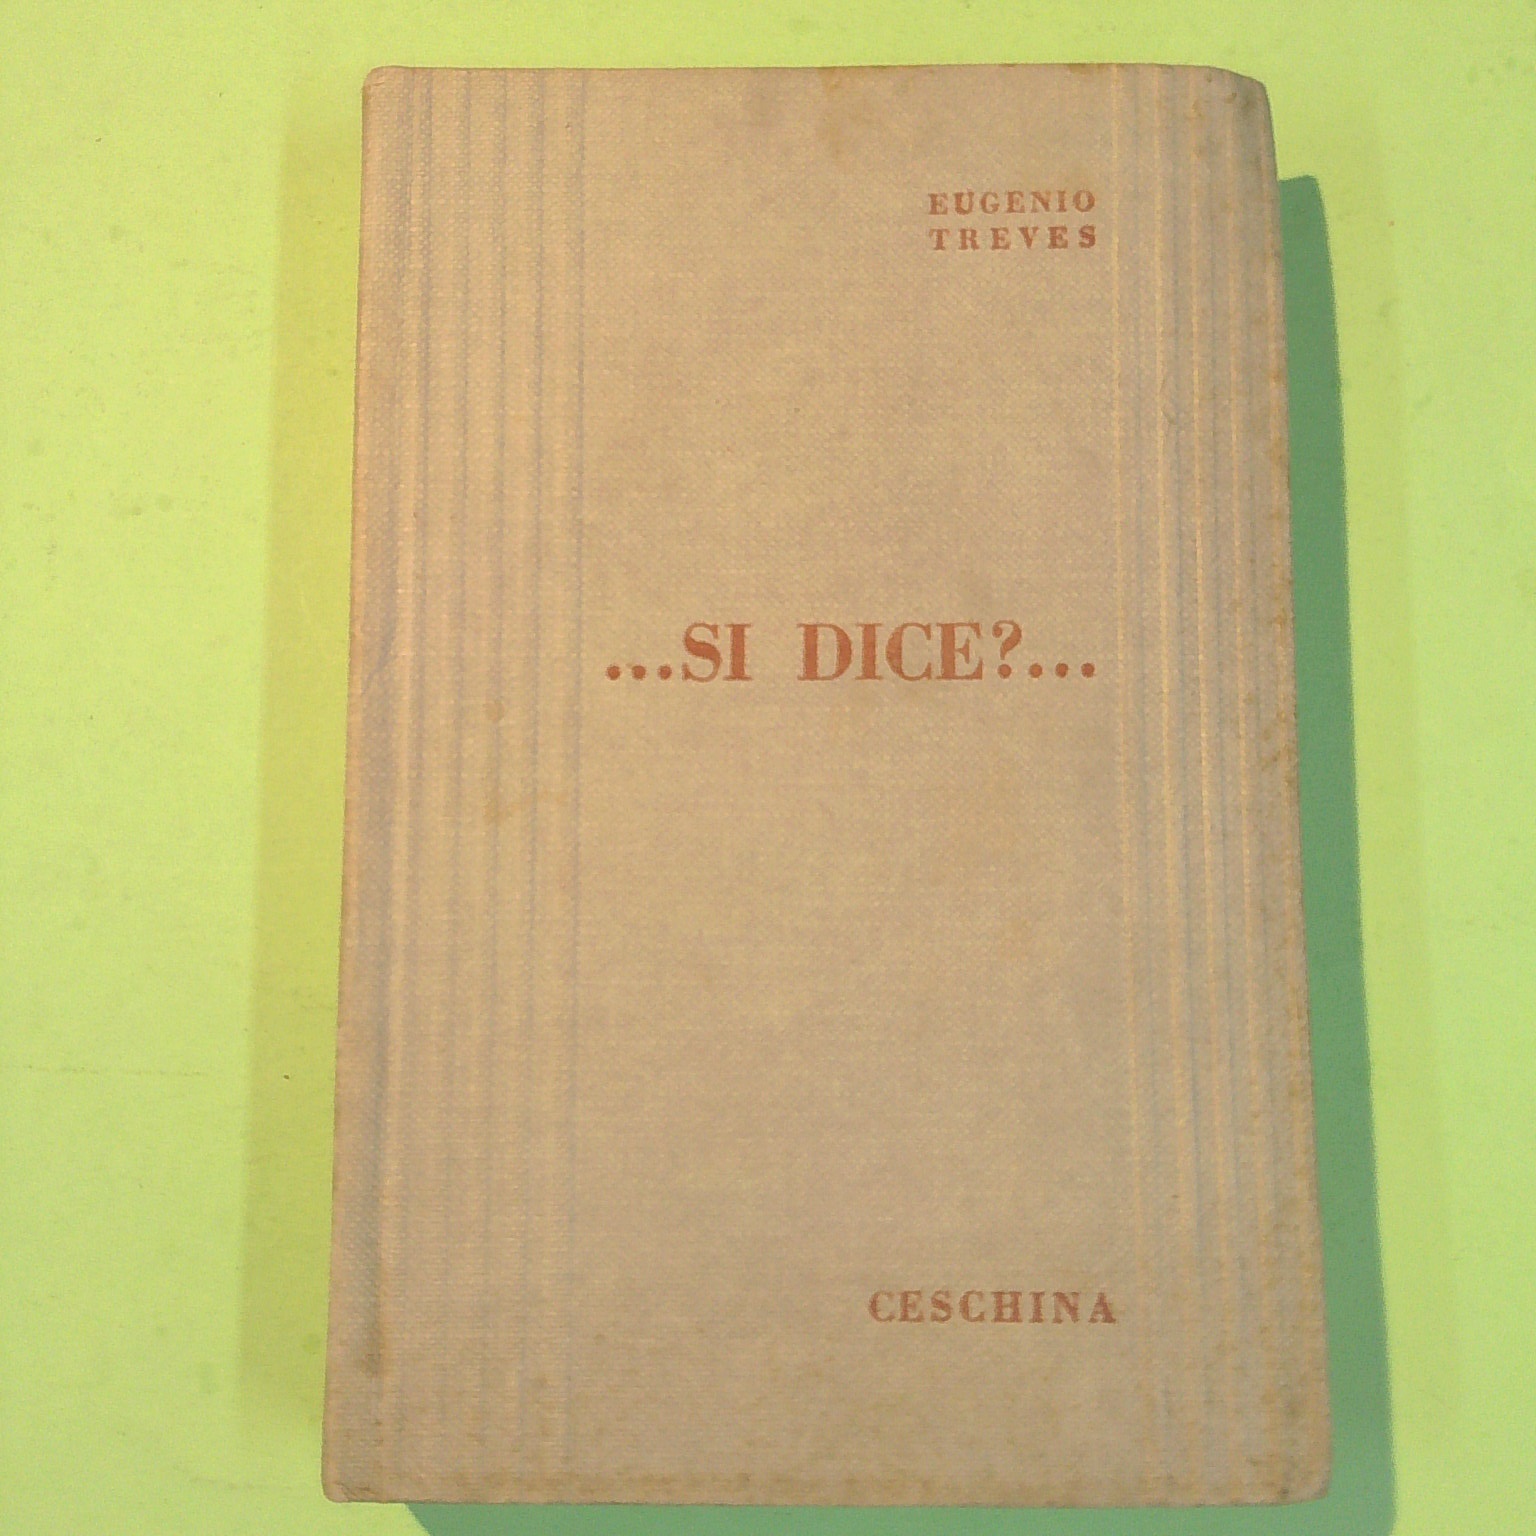 EUGENIO
TREVES
...SI DICE?...
CESCHINA